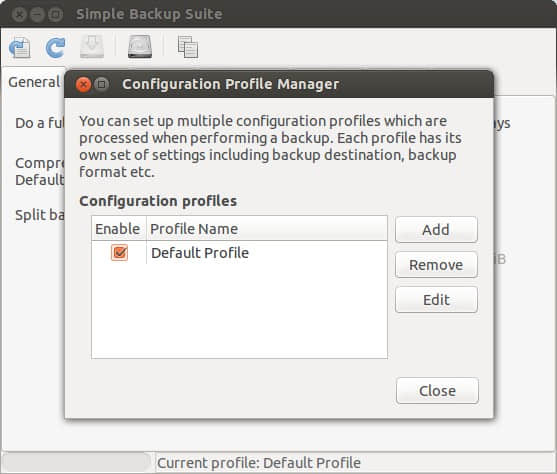 Simple Backup Suite
General
Configuration Profile Manager
Do a ful
ys
You can set up multiple configuration profiles which are
processed when performing a backup. Each profile has its
own set of settings including backup destination, backup
format etc.
Compre
Default
Split ba
Configuration profiles
Enable Profile Name
Default Profile
Add
Remove
Edit
iB
Close
Current profile: Default Profile